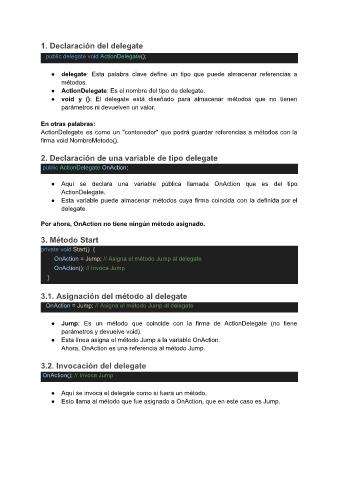 1. Declaración del delegate
public delegate void ActionDelegate();
● delegate: Esta palabra clave define un tipo que puede almacenar referencias a
métodos.
● ActionDelegate: Es el nombre del tipo de delegate.
● void y (): El delegate está diseñado para almacenar métodos que no tienen
parámetros ni devuelven un valor.
En otras palabras:
ActionDelegate es como un "contenedor" que podrá guardar referencias a métodos con la
firma void NombreMetodo().
2. Declaración de una variable de tipo delegate
public ActionDelegate OnAction;
● Aquí se declara una variable pública llamada OnAction que es del tipo
ActionDelegate.
● Esta variable puede almacenar métodos cuya firma coincida con la definida por el
delegate.
Por ahora, OnAction no tiene ningún método asignado.
3. Método Start
private void Start() {
OnAction = Jump; // Asigna el método Jump al delegate
OnAction(); // Invoca Jump
}
3.1. Asignación del método al delegate
OnAction = Jump; // Asigna el método Jump al delegate
● Jump: Es un método que coincide con la firma de ActionDelegate (no tiene
parámetros y devuelve void).
● Esta línea asigna el método Jump a la variable OnAction.
Ahora, OnAction es una referencia al método Jump.
3.2. Invocación del delegate
OnAction(); // Invoca Jump
● Aquí se invoca el delegate como si fuera un método.
● Esto llama al método que fue asignado a OnAction, que en este caso es Jump.